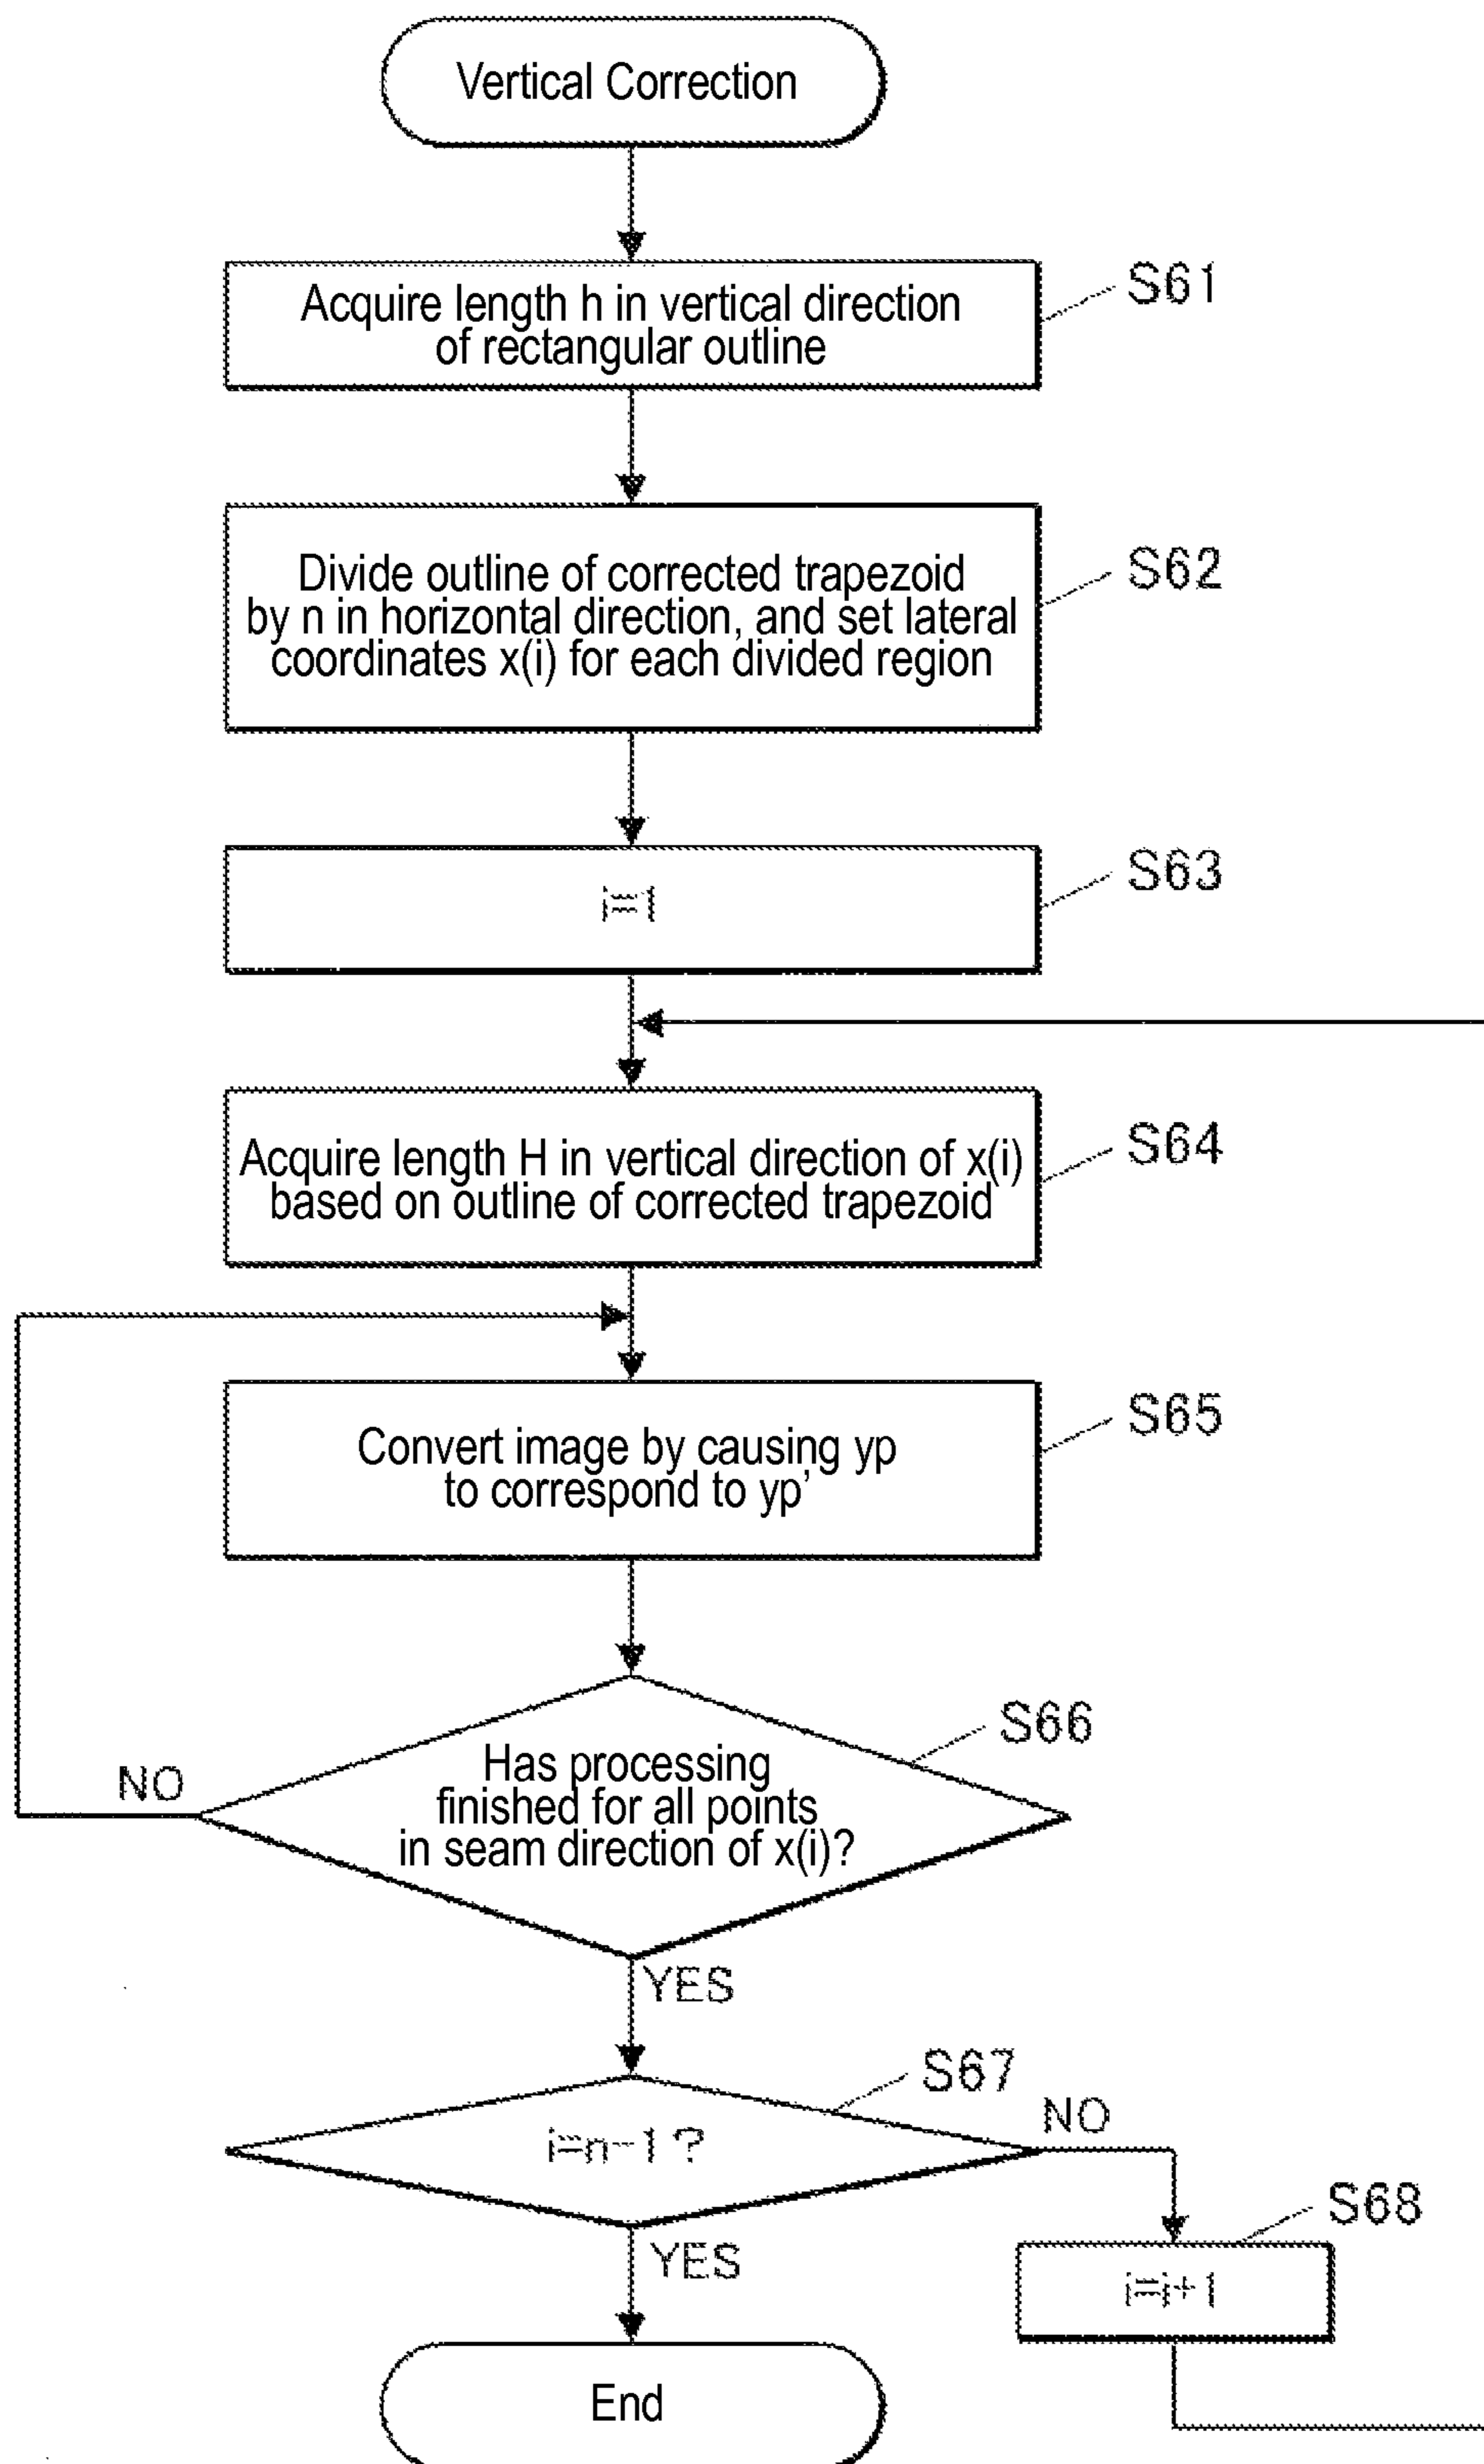 Vertical Correction
Acquire length h in vertical direction
of rectangular outline
S61
Divide outline of corrected trapezoid
by n in horizontal direction, and set lateral
coordinates x(i) for each divided region
S62
i=1
S63
Acquire length H in vertical direction of x(i)
based on outline of corrected trapezoid
S64
Convert image by causing yp
to correspond to yp'
S65
Has processing
finished for all points
in seam direction of x(i)?
S66
NO
YES
i=n-1 ?
S67
NO
YES
i=i+1
S68
End